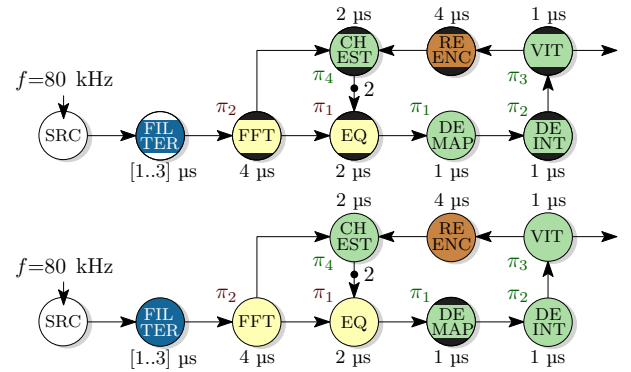 2 µs
4 µs
1 µs
CH
EST
RE
ENC
VIT
f=80 kHz
π4
2
π3
π2
π1
π1
π2
SRC
FIL
TER
FFT
EQ
DE
MAP
DE
INT
[1..3] µs
4 µs
2 µs
1 µs
1 µs
2 µs
4 µs
1 µs
CH
EST
RE
ENC
VIT
f=80 kHz
π4
2
π3
π2
π1
π1
π2
SRC
FIL
TER
FFT
EQ
DE
MAP
DE
INT
[1..3] µs
4 µs
2 µs
1 µs
1 µs